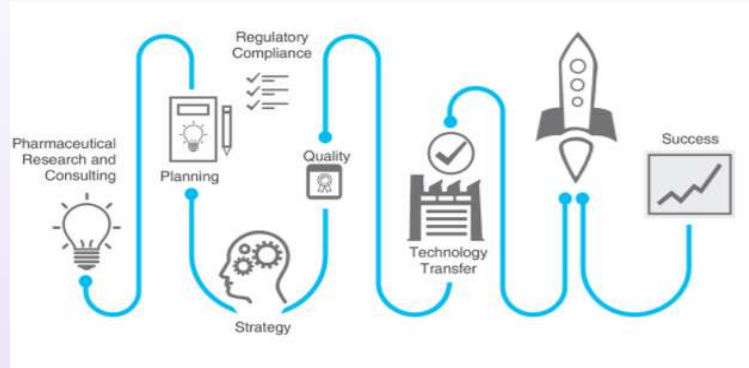 Pharmaceutical
Research and
Consulting
Planning
Regulatory
Compliance
Strategy
Quality
Technology
Transfer
Success